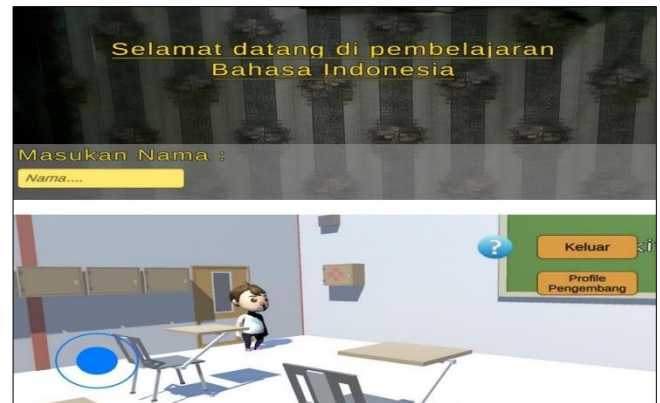 Selamat datang di pembelajaran
Bahasa Indonesia
Masukan Nama :
Nama....
?
Keluar
Profile
Pengembang